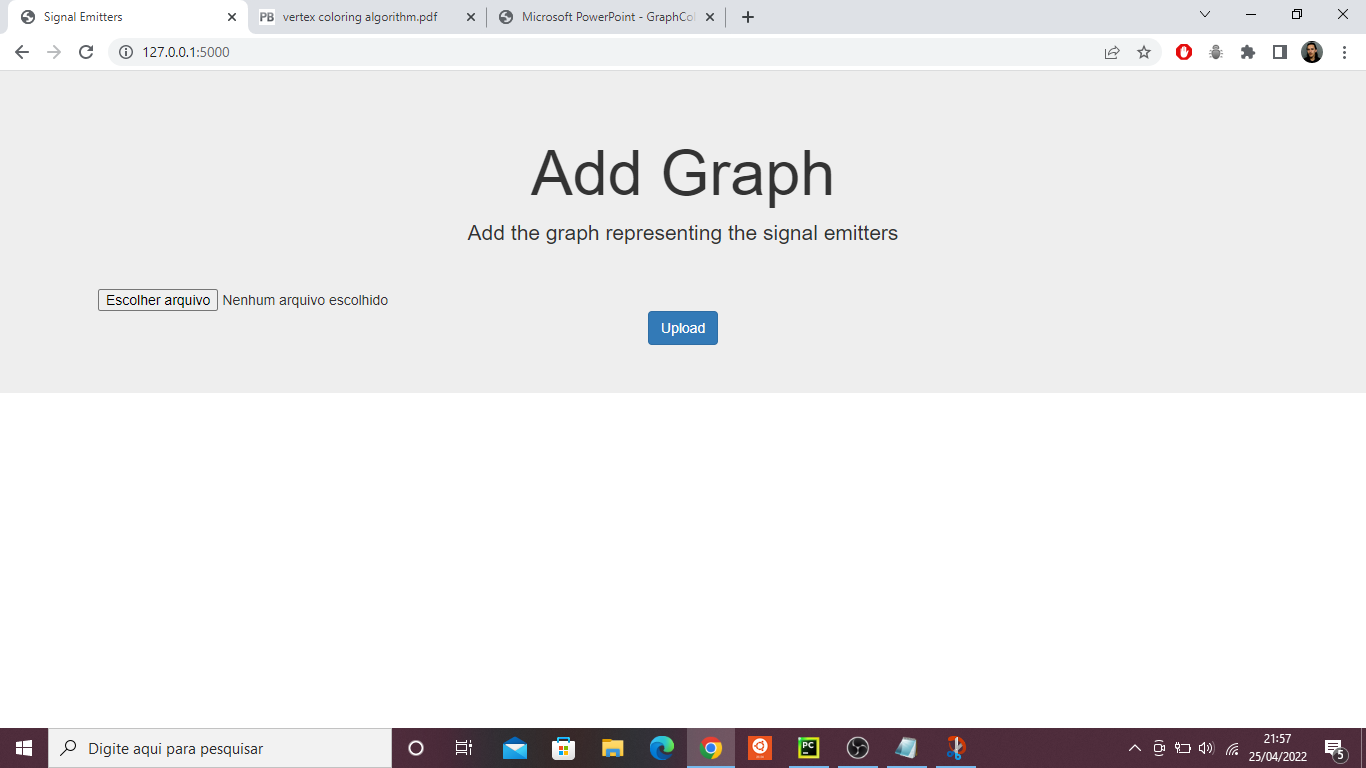 Signal Emitters
PB vertex coloring algorithm.pdf
Microsoft PowerPoint - GraphCol
127.0.0.1:5000
Add Graph
Add the graph representing the signal emitters
Escolher arquivo Nenhum arquivo escolhido
Upload
Digite aqui para pesquisar
PC
21:57
25/04/2022
5